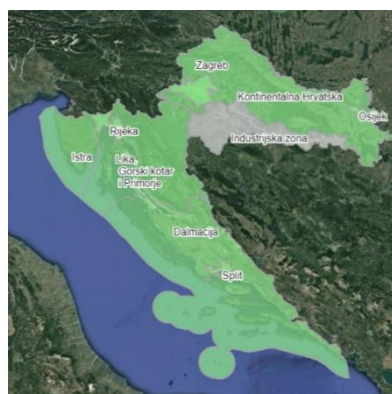 Zagreb
Kontinentalna Hrvatska
Osijek
Industrijska zona
Rijeka
Istra
Lika,
Gorski kotar
i Primorje
Dalmacija
Split